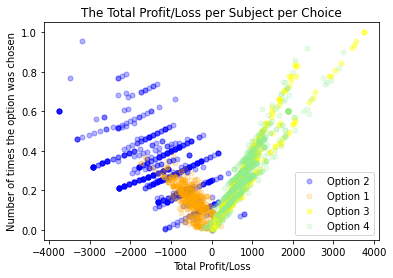 The Total Profit/Loss per Subject per Choice
Number of times the option was chosen
1.0
0.8
0.6
0.4
0.2
0.0
Option 2
Option 1
Option 3
Option 4
−4000 −3000 −2000 −1000 0 1000 2000 3000 4000
Total Profit/Loss